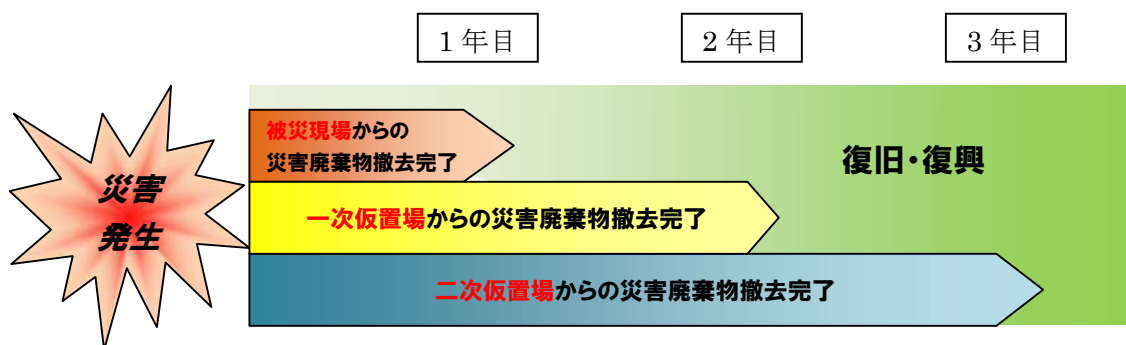 1年目
2年目
3年目
災害
発生
被災現場からの
災害廃棄物撤去完了
復旧・復興
一次仮置場からの災害廃棄物撤去完了
二次仮置場からの災害廃棄物撤去完了